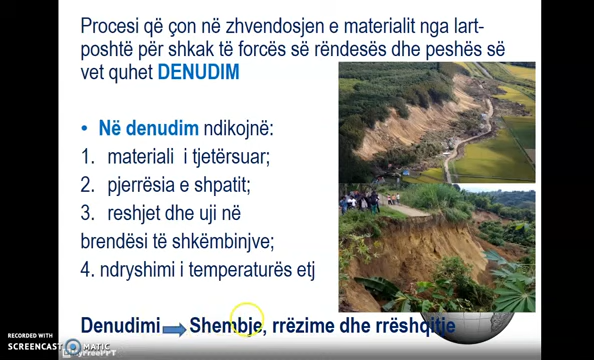 Procesi që çon në zhvendosjen e materialit nga lart-
poshtë për shkak të forcës së rëndesës dhe peshës së
vet quhet DENUDIM
• Në denudim ndikojnë:
1. materiali i tjetërsuar;
2. pjerrësia e shpatit;
3. reshjet dhe uji në
brendësi të shkëmbinjve;
4. ndryshimi i temperaturës etj
Denudimi Shembje, rrëzime dhe rrëshqitje
RECORDED WITH
SCREENCAST MATIC